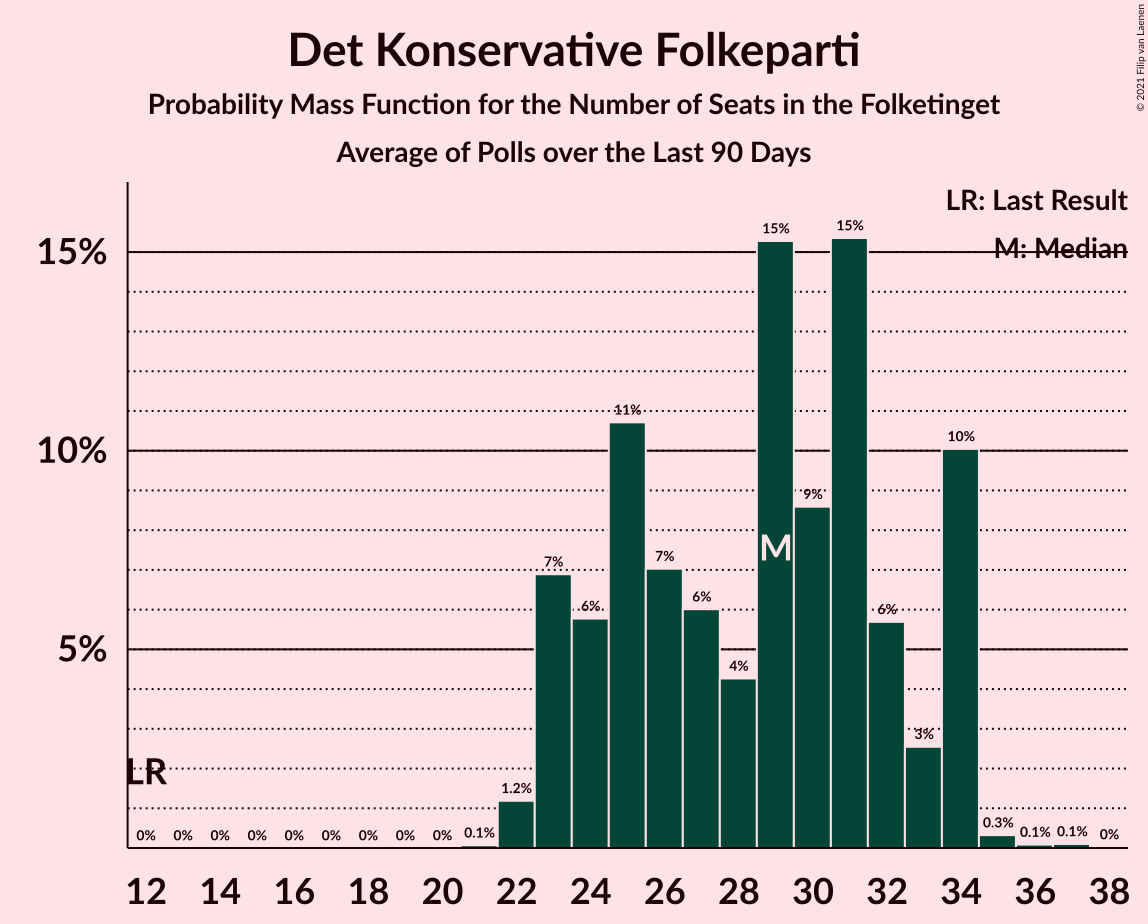 Det Konservative Folkeparti
Probability Mass Function for the Number of Seats in the Folketinget
Average of Polls over the Last 90 Days
© 2021 Filip van Laenen
LR: Last Result
M: Median
15%
10%
5%
LR
M
0% 0% 0% 0% 0% 0% 0% 0% 0% 0.1% 1.2% 7% 6% 11% 7% 6% 4% 15% 9% 15% 6% 3% 10% 0.3% 0.1% 0.1% 0%
12 14 16 18 20 22 24 26 28 30 32 34 36 38